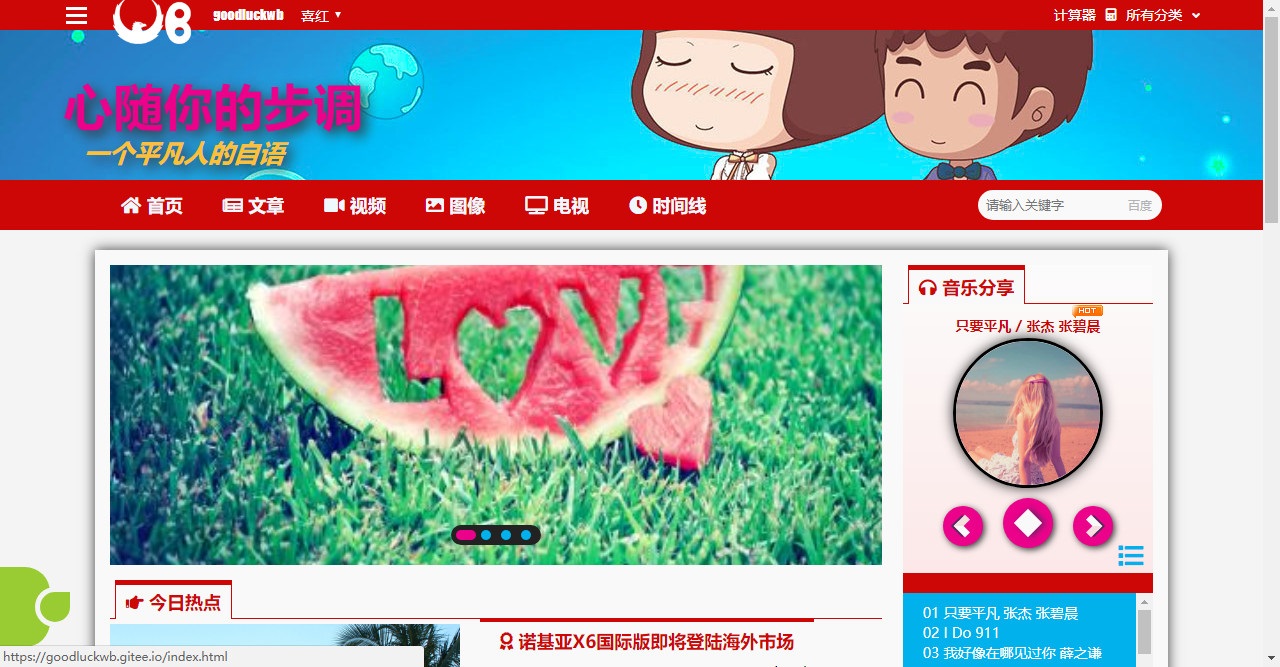 goodluckwb 喜红 计算器 所有分类
心随你的步调
一个平凡人的自语
首页 文章 视频 图像 电视 时间线
请输入关键字 百度
LOVE
音乐分享
HOT
只要平凡 / 张杰 张碧晨
今日热点
诺基亚X6国际版即将登陆海外市场
01 只要平凡 张杰 张碧晨
02 I Do 911
03 我好像在哪见过你 薛之谦
https://goodluckwb.gitee.io/index.html